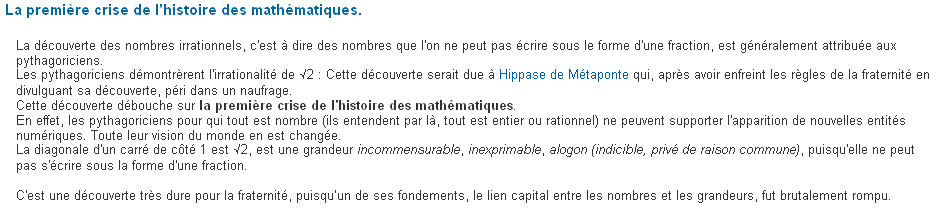 La première crise de l'histoire des mathématiques.
La découverte des nombres irrationnels, c'est à dire des nombres que l'on ne peut pas écrire sous le forme d'une fraction, est généralement attribuée aux
pythagoriciens.
Les pythagoriciens démontrèrent l'irrationalité de √2 : Cette découverte serait due à Hippase de Métaponte qui, après avoir enfreint les règles de la fraternité en
divulguant sa découverte, péri dans un naufrage.
Cette découverte débouche sur la première crise de l'histoire des mathématiques.
En effet, les pythagoriciens pour qui tout est nombre (ils entendent par là, tout est entier ou rationnel) ne peuvent supporter l'apparition de nouvelles entités
numériques. Toute leur vision du monde en est changée.
La diagonale d'un carré de côté 1 est √2, est une grandeur incommensurable, inexprimable, alogon (indicible, privé de raison commune), puisqu'elle ne peut
pas s'écrire sous la forme d'une fraction.
C'est une découverte très dure pour la fraternité, puisqu'un de ses fondements, le lien capital entre les nombres et les grandeurs, fut brutalement rompu.